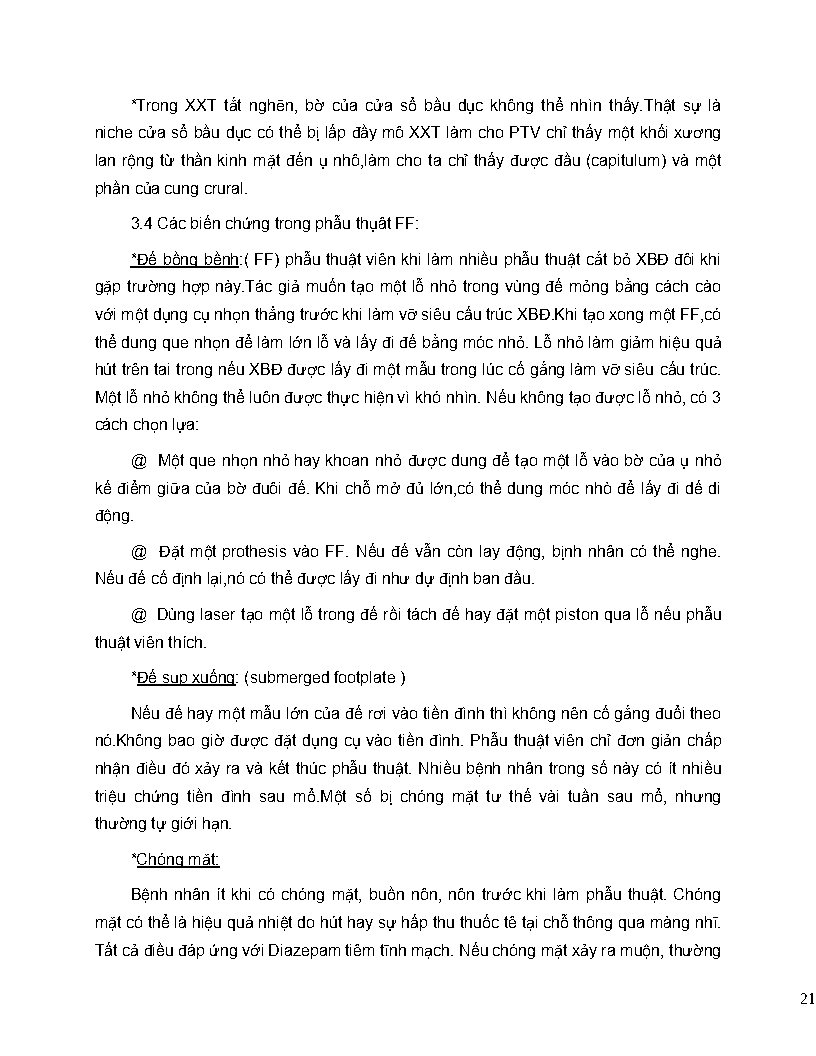 *Trong XXT tắt nghẽn, bờ của cửa sổ bầu dục không thể nhìn thấy.Thật sự là
niche cửa sổ bầu dục có thể bị lấp đầy mô XXT làm cho PTV chỉ thấy một khối xương
lan rộng từ thần kinh mặt đến ụ nhô,làm cho ta chỉ thấy được đầu (capitulum) và một
phần của cung crural.
3.4 Các biến chứng trong phẫu thụât FF:
*Đế bồng bềnh:( FF) phẫu thuật viên khi làm nhiều phẫu thuật cắt bỏ XBĐ đôi khi
gặp trường hợp này.Tác giả muốn tạo một lỗ nhỏ trong vùng đế mỏng bằng cách cào
với một dụng cụ nhọn thẳng trước khi làm vỡ siêu cấu trúc XBĐ.Khi tạo xong một FF,có
thể dung que nhọn để làm lớn lỗ và lấy đi đế bằng móc nhỏ. Lỗ nhỏ làm giảm hiệu quả
hút trên tai trong nếu XBĐ được lấy đi một mẫu trong lúc cố gắng làm vỡ siêu cấu trúc.
Một lỗ nhỏ không thể luôn được thực hiện vì khó nhìn. Nếu không tạo được lỗ nhỏ, có 3
cách chọn lựa:
@ Một que nhọn nhỏ hay khoan nhỏ được dung để tạo một lỗ vào bờ của ụ nhỏ
kế điểm giữa của bờ đuôi đế. Khi chỗ mở đủ lớn,có thể dung móc nhò để lấy đi dế di
động.
@ Đặt một prothesis vào FF. Nếu đế vẫn còn lay động, bịnh nhân có thể nghe.
Nếu đế cố định lại,nó có thể được lấy đi như dự định ban đầu.
@ Dùng laser tạo một lỗ trong đế rồi tách đế hay đặt một piston qua lỗ nếu phẫu
thuật viên thích.
*Đế sup xuống: (submerged footplate )
Nếu đế hay một mẫu lớn của đế rơi vào tiền đình thì không nên cố gắng đuổi theo
nó.Không bao giờ được đặt dụng cụ vào tiền đình. Phẫu thuật viên chỉ đơn giản chấp
nhận điều đó xảy ra và kết thúc phẫu thuật. Nhiều bệnh nhân trong số này có ít nhiều
triệu chứng tiền đình sau mổ.Một số bị chóng mặt tư thế vài tuần sau mổ, nhưng
thường tự giới hạn.
*Chóng mặt:
Bệnh nhân ít khi có chóng mặt, buồn nôn, nôn trước khi làm phẫu thuật. Chóng
mặt có thể là hiệu quả nhiệt do hút hay sự hấp thu thuốc tê tại chỗ thông qua màng nhĩ.
Tất cả điều đáp ứng với Diazepam tiêm tĩnh mạch. Nếu chóng mặt xảy ra muộn, thường
21